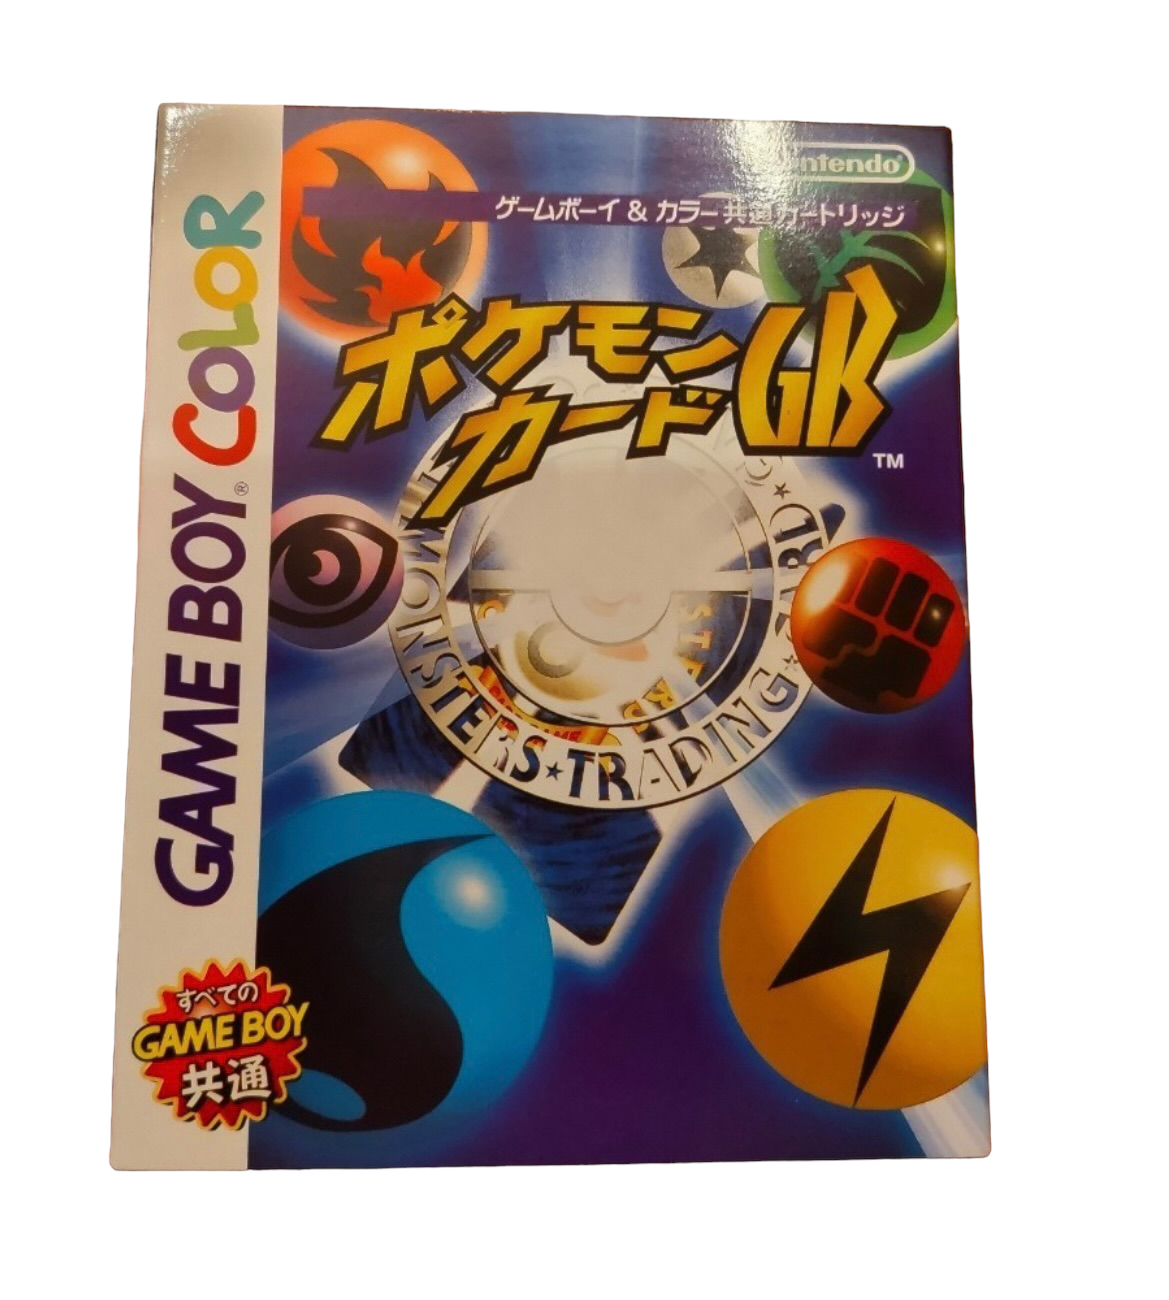 Nintendo®
ゲームボーイ & カラー共通カートリッジ
ポケモン
カードGB
TM
GAME BOY® COLOR
MONSTERS★TRADING★CARD
すべての
GAME BOY
共通